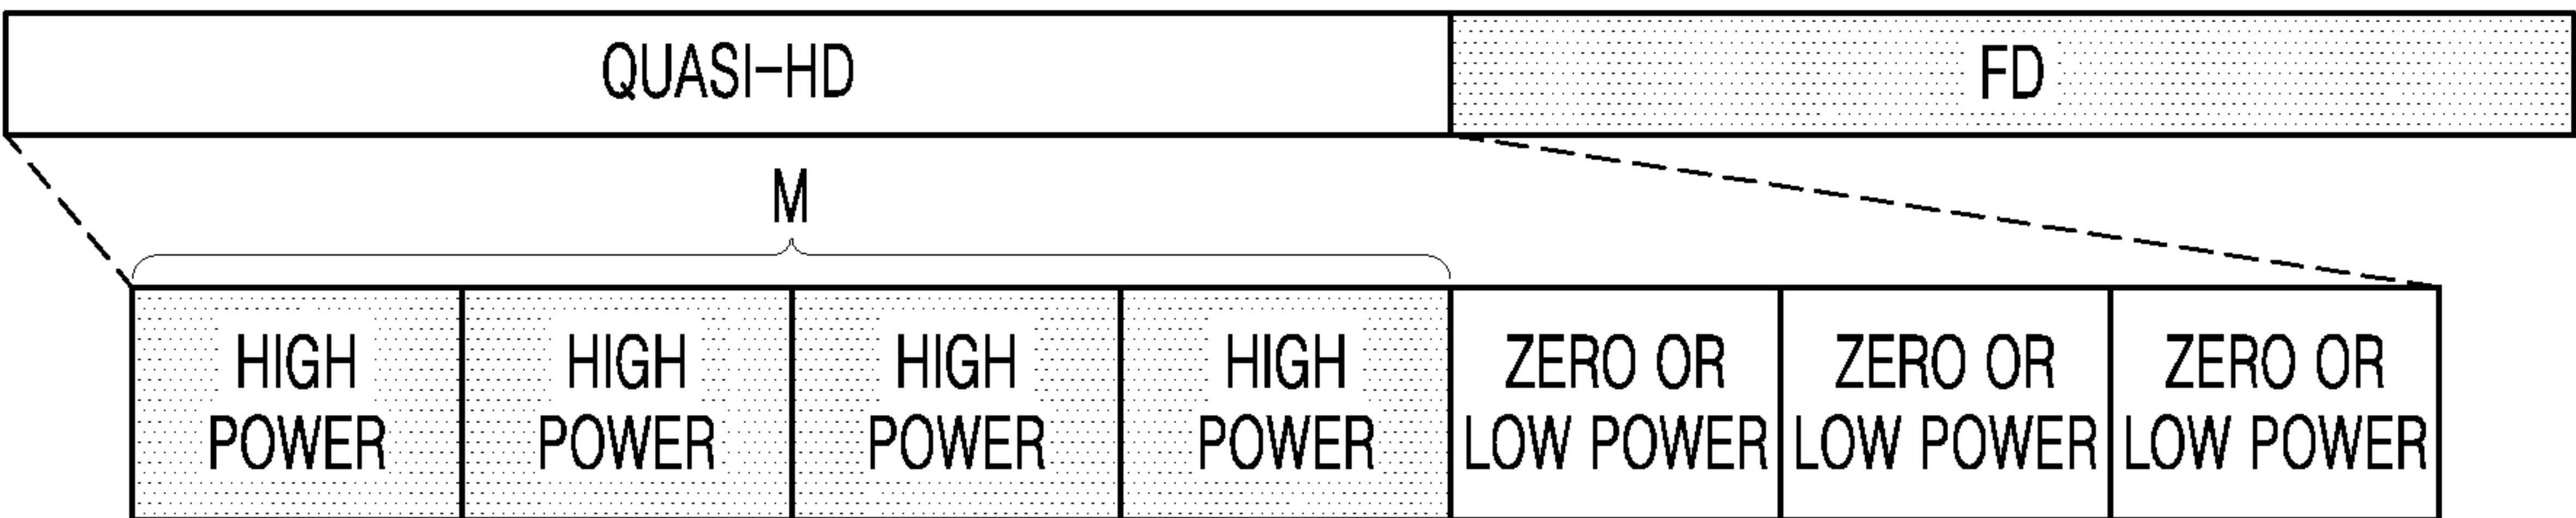 QUASI-HD
FD
M
HIGH
POWER
HIGH
POWER
HIGH
POWER
HIGH
POWER
ZERO OR
LOW POWER
ZERO OR
LOW POWER
ZERO OR
LOW POWER